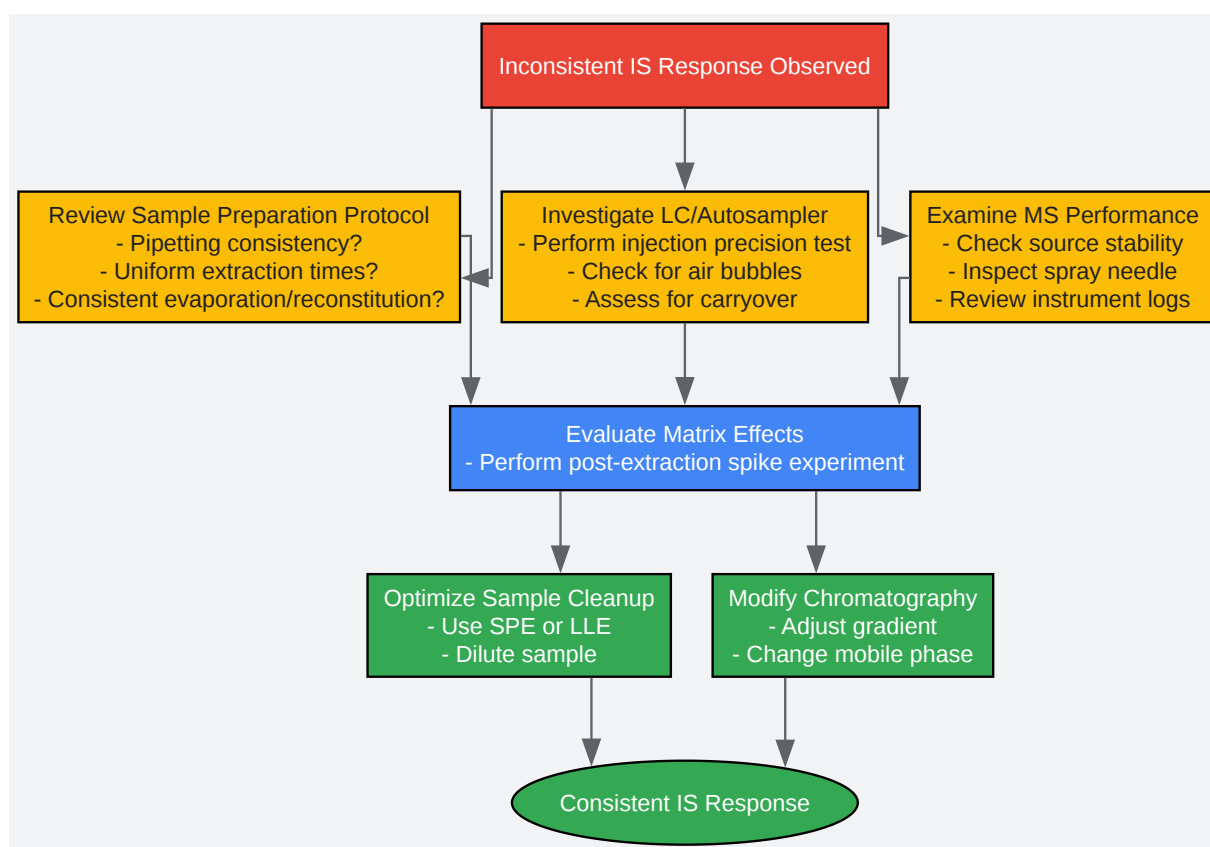 Inconsistent IS Response Observed
Review Sample Preparation Protocol
- Pipetting consistency?
- Uniform extraction times?
- Consistent evaporation/reconstitution?
Investigate LC/Autosampler
- Perform injection precision test
- Check for air bubbles
- Assess for carryover
Examine MS Performance
- Check source stability
- Inspect spray needle
- Review instrument logs
Evaluate Matrix Effects
- Perform post-extraction spike experiment
Optimize Sample Cleanup
- Use SPE or LLE
- Dilute sample
Modify Chromatography
- Adjust gradient
- Change mobile phase
Consistent IS Response